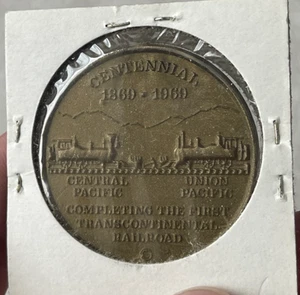 CENTENNIAL
1869 • 1969
CENTRAL UNION
PACIFIC PACIFIC
COMPLETING THE FIRST
TRANSCONTINENTAL
RAILROAD